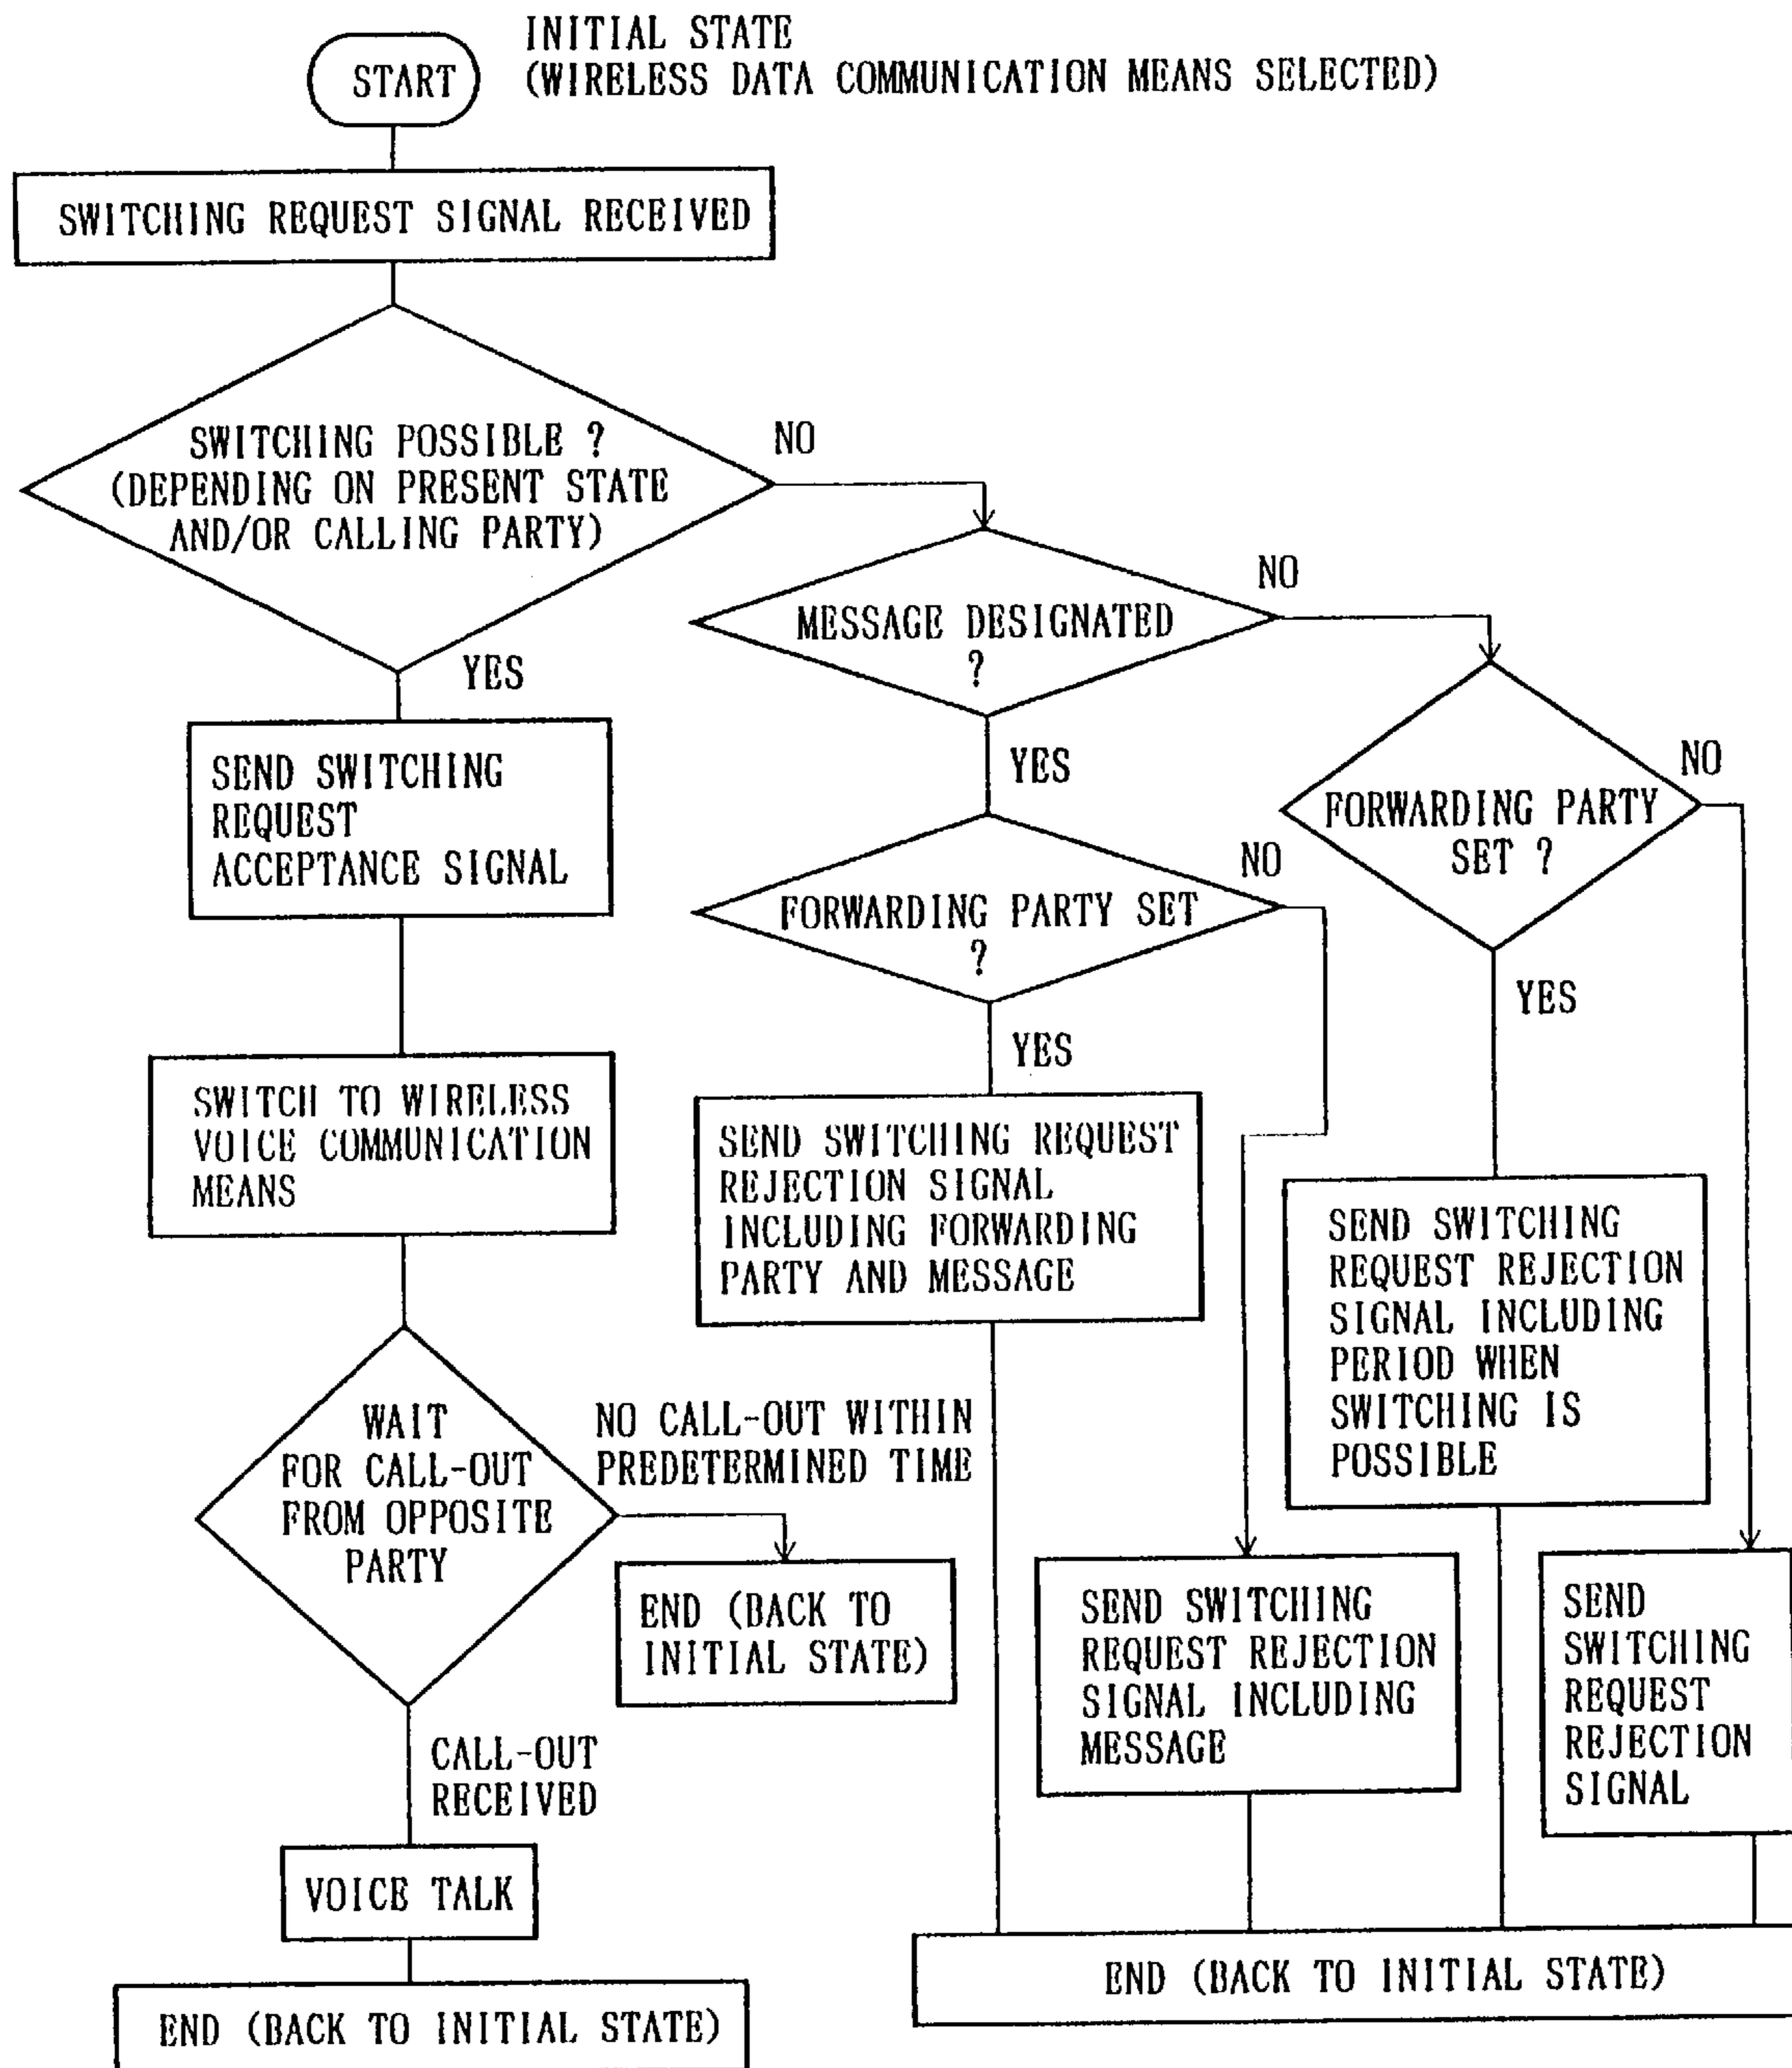 INITIAL STATE
START
(WIRELESS DATA COMMUNICATION MEANS SELECTED)
SWITCHING REQUEST SIGNAL RECEIVED
SWITCHING POSSIBLE ?
(DEPENDING ON PRESENT STATE
AND/OR CALLING PARTY)
NO
YES
MESSAGE DESIGNATED
?
NO
YES
FORWARDING PARTY
SET ?
NO
YES
FORWARDING PARTY SET
?
NO
YES
SEND SWITCHING
REQUEST
ACCEPTANCE SIGNAL
SWITCH TO WIRELESS
VOICE COMMUNICATION
MEANS
SEND SWITCHING REQUEST
REJECTION SIGNAL
INCLUDING FORWARDING
PARTY AND MESSAGE
SEND SWITCHING
REQUEST REJECTION
SIGNAL INCLUDING
PERIOD WHEN
SWITCHING IS
POSSIBLE
WAIT
FOR CALL-OUT
FROM OPPOSITE
PARTY
NO CALL-OUT WITHIN
PREDETERMINED TIME
END (BACK TO
INITIAL STATE)
SEND SWITCHING
REQUEST REJECTION
SIGNAL INCLUDING
MESSAGE
SEND
SWITCHING
REQUEST
REJECTION
SIGNAL
CALL-OUT
RECEIVED
VOICE TALK
END (BACK TO INITIAL STATE)
END (BACK TO INITIAL STATE)